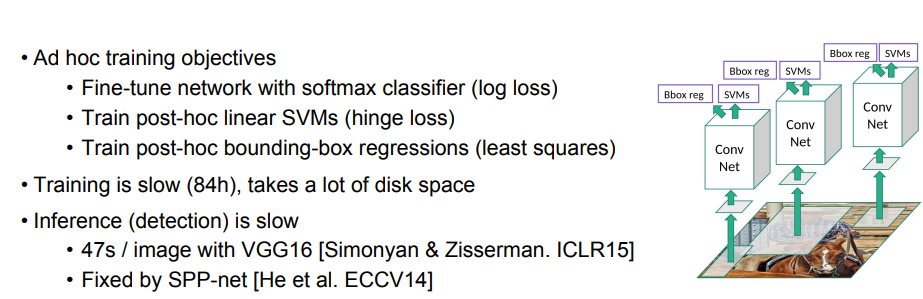 • Ad hoc training objectives
• Fine-tune network with softmax classifier (log loss)
• Train post-hoc linear SVMs (hinge loss)
• Train post-hoc bounding-box regressions (least squares)
• Training is slow (84h), takes a lot of disk space
• Inference (detection) is slow
• 47s / image with VGG16 [Simonyan & Zisserman. ICLR15]
• Fixed by SPP-net [He et al. ECCV14]
Bbox reg SVMs
Bbox reg SVMs
Bbox reg SVMs
Conv
Net
Conv
Net
Conv
Net